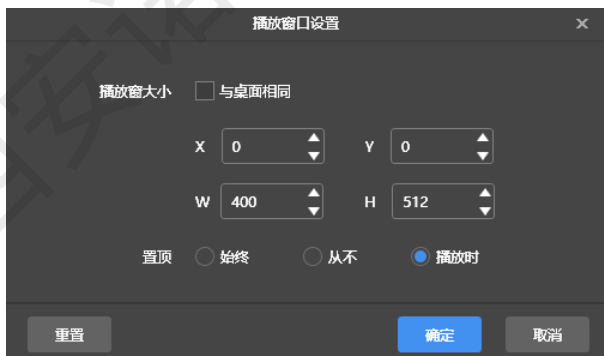 播放窗口设置
播放窗大小 与桌面相同
X 0 Y 0
W 400 H 512
置顶 始终 从不 播放时
重置 确定 取消